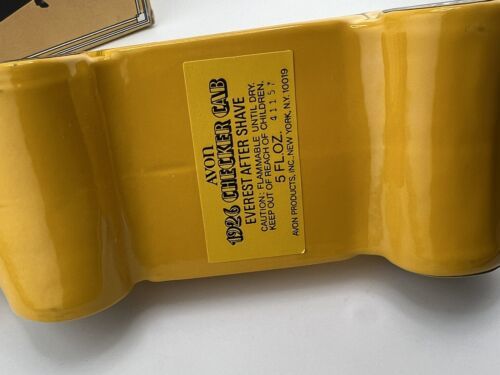 AVON
1926 CHECKER CAB
EVEREST AFTER SHAVE
CAUTION: FLAMMABLE UNTIL DRY.
KEEP OUT OF REACH OF CHILDREN.
41157
5 FL.OZ.
AVON PRODUCTS, INC. NEW YORK, N.Y. 10019